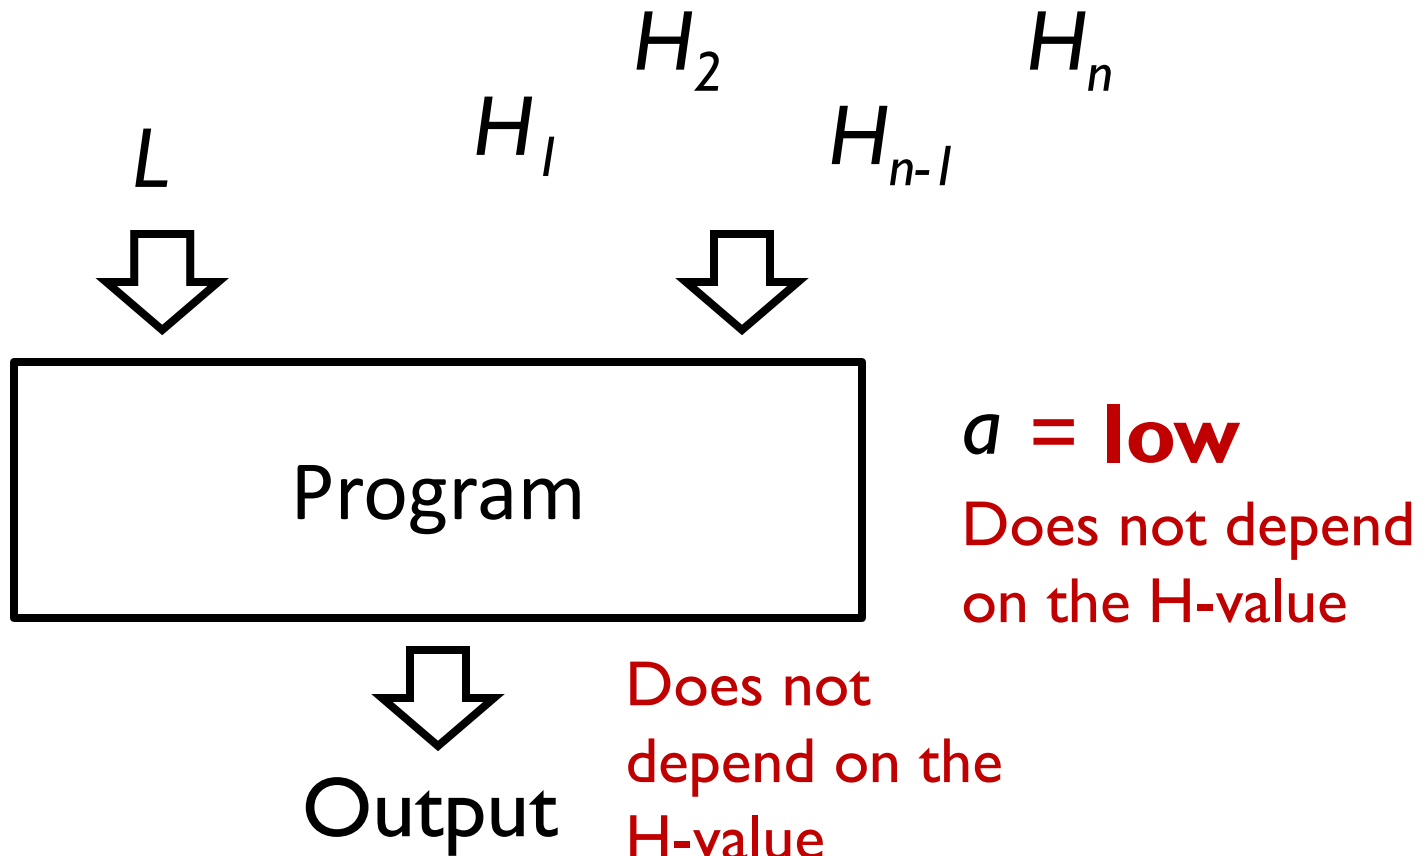 H2
Hn
H1
Hn-1
L
a = low
Program
Does not depend
on the H-value
Does not
depend on the
H-value
Output